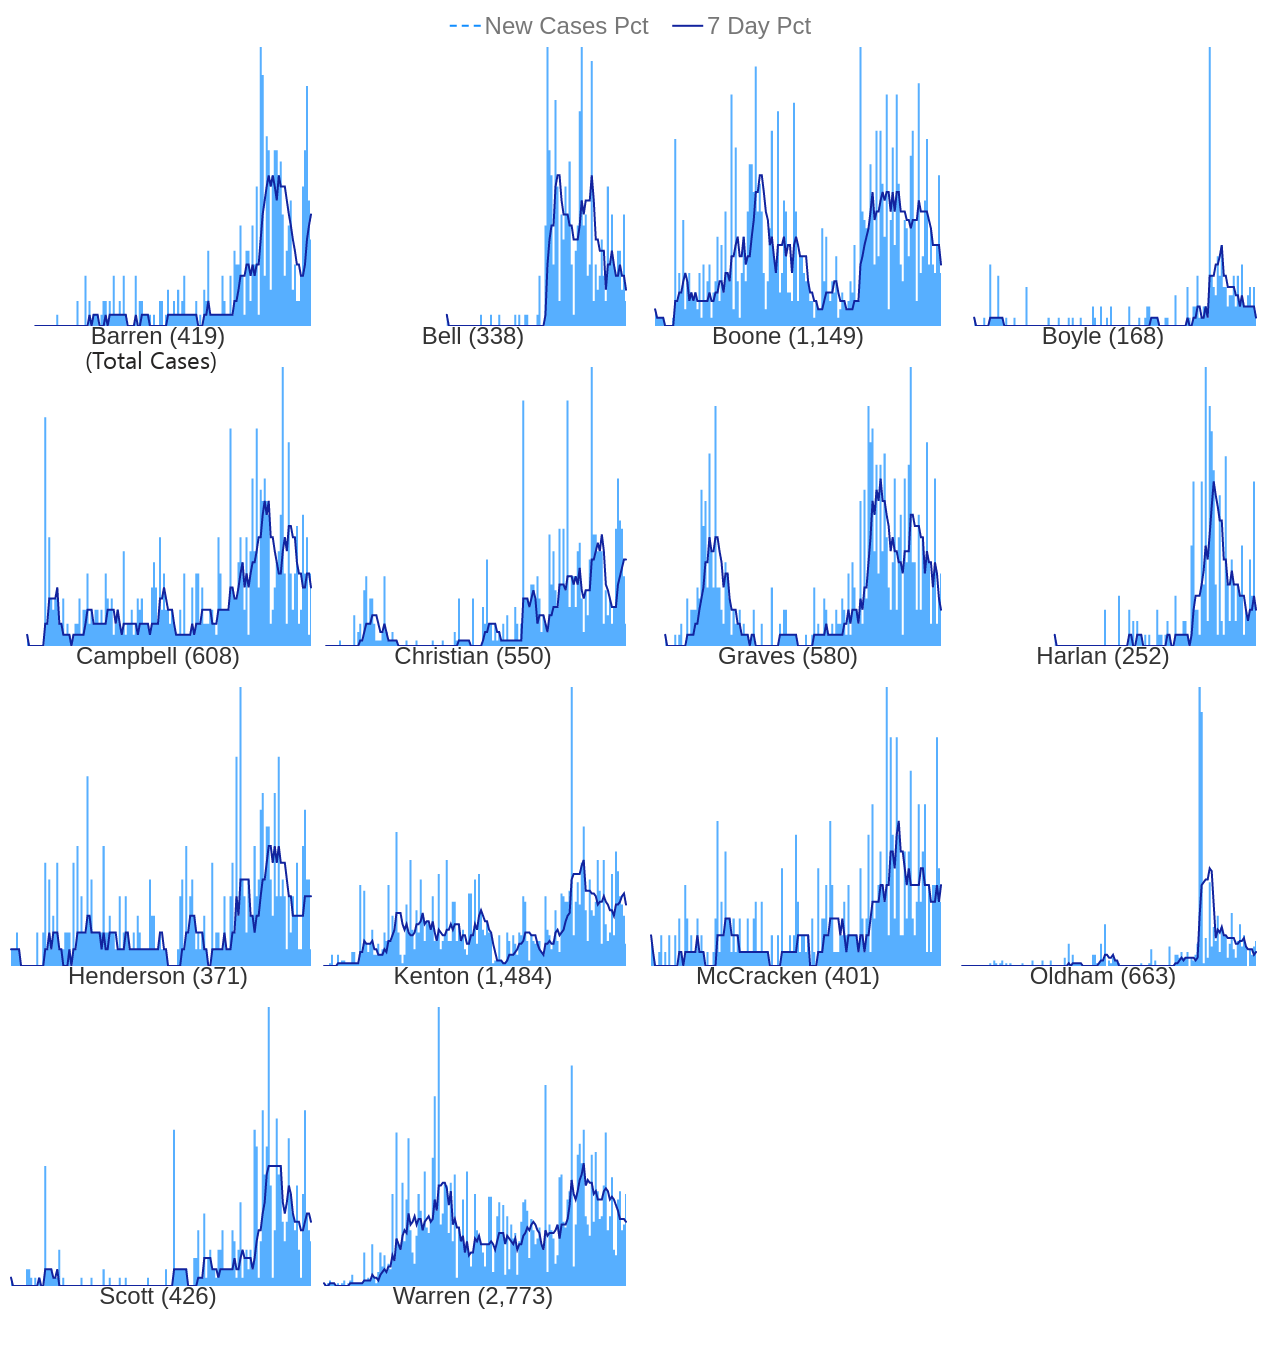 New Cases Pct 7 Day Pct
Barren (419) Bell (338) Boone (1,149) Boyle (168)
(Total Cases)
Campbell (608) Christian (550) Graves (580) Harlan (252)
Henderson (371) Kenton (1,484) McCracken (401) Oldham (663)
Scott (426) Warren (2,773)